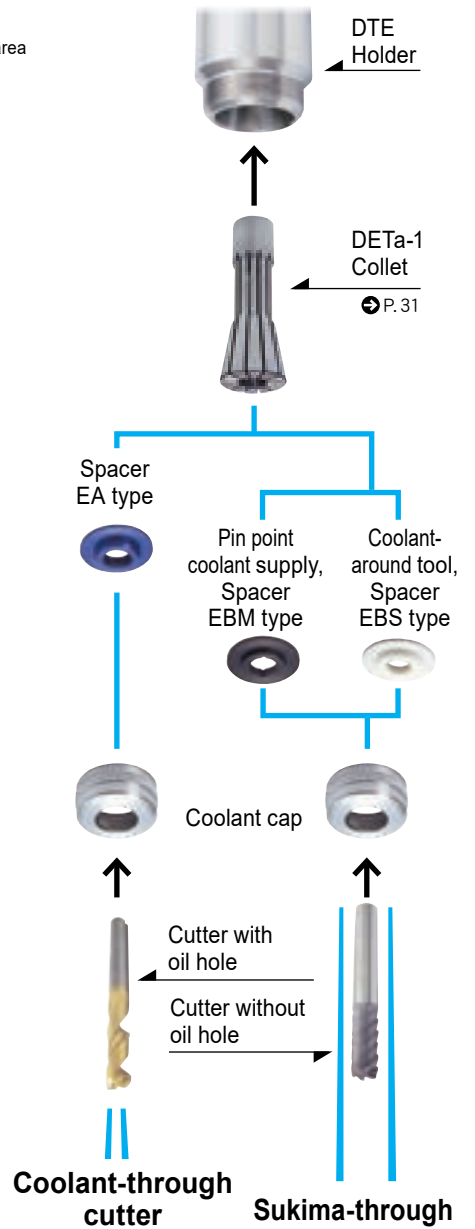 area
DTE
Holder
DETa-1
Collet
➲ P. 31
Spacer
EA type
Pin point
coolant supply,
Spacer
EBM type
Coolant-
around tool,
Spacer
EBS type
Coolant cap
Cutter with
oil hole
Cutter without
oil hole
Coolant-through
cutter
Sukima-through